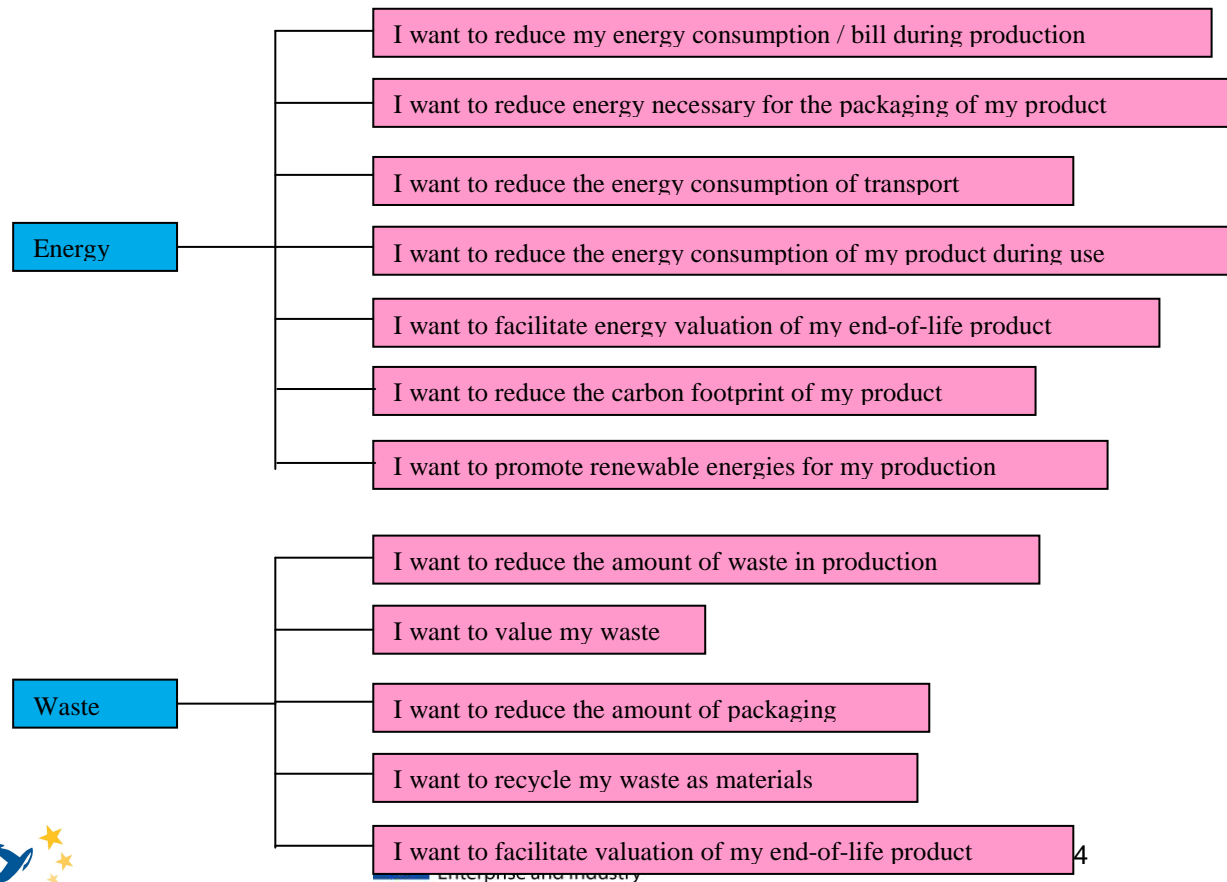 I want to reduce my energy consumption / bill during production
I want to reduce energy necessary for the packaging of my product
I want to reduce the energy consumption of transport
Energy
I want to reduce the energy consumption of my product during use
I want to facilitate energy valuation of my end-of-life product
I want to reduce the carbon footprint of my product
I want to promote renewable energies for my production
I want to reduce the amount of waste in production
I want to value my waste
Waste
I want to reduce the amount of packaging
I want to recycle my waste as materials
I want to facilitate valuation of my end-of-life product
4
Enterprise and Industry